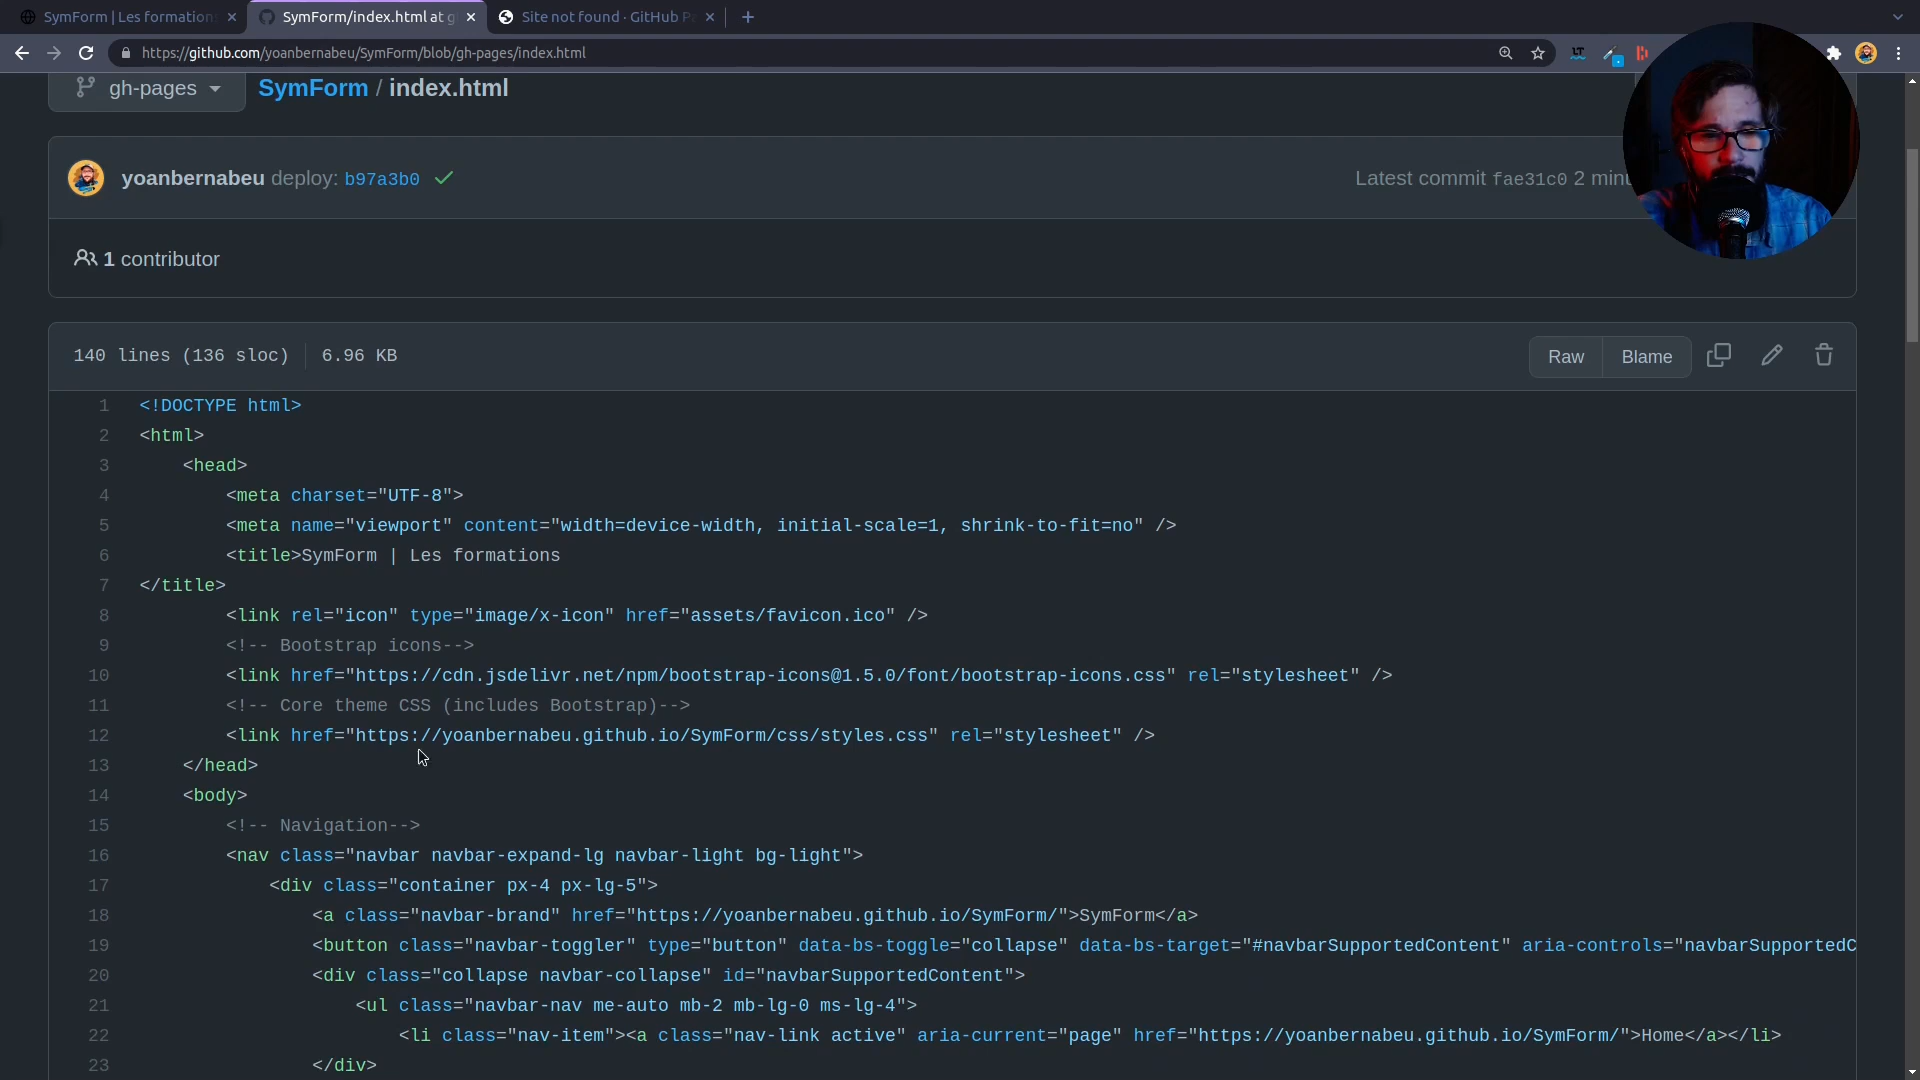 SymForm | Les formation
SymForm/index.html at g
Site not found · GitHub P
https://github.com/yoanbernabeu/SymForm/blob/gh-pages/index.html
gh-pages
SymForm / index.html
yoanbernabeu deploy: b97a3b0
Latest commit fae31c0 2 minu
1 contributor
140 lines (136 sloc)
6.96 KB
Raw
Blame
1 <!DOCTYPE html>
2 <html>
3 <head>
4 <meta charset="UTF-8">
5 <meta name="viewport" content="width=device-width, initial-scale=1, shrink-to-fit=no" />
6 <title>SymForm | Les formations
7 </title>
8 <link rel="icon" type="image/x-icon" href="assets/favicon.ico" />
9 <!-- Bootstrap icons-->
10 <link href="https://cdn.jsdelivr.net/npm/bootstrap-icons@1.5.0/font/bootstrap-icons.css" rel="stylesheet" />
11 <!-- Core theme CSS (includes Bootstrap)-->
12 <link href="https://yoanbernabeu.github.io/SymForm/css/styles.css" rel="stylesheet" />
13 </head>
14 <body>
15 <!-- Navigation-->
16 <nav class="navbar navbar-expand-lg navbar-light bg-light">
17 <div class="container px-4 px-lg-5">
18 <a class="navbar-brand" href="https://yoanbernabeu.github.io/SymForm/">SymForm</a>
19 <button class="navbar-toggler" type="button" data-bs-toggle="collapse" data-bs-target="#navbarSupportedContent" aria-controls="navbarSupportedC
20 <div class="collapse navbar-collapse" id="navbarSupportedContent">
21 <ul class="navbar-nav me-auto mb-2 mb-lg-0 ms-lg-4">
22 <li class="nav-item"><a class="nav-link active" aria-current="page" href="https://yoanbernabeu.github.io/SymForm/">Home</a></li>
23 </div>